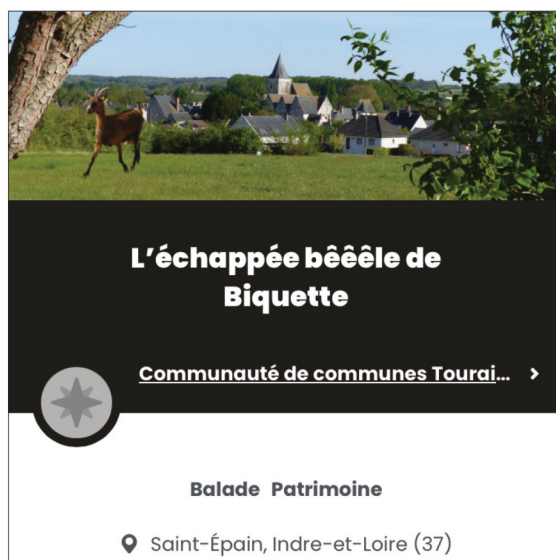 L’échappée bêêêle de
Biquette
Communauté de communes Tourai...
Balade Patrimoine
Saint-Épain, Indre-et-Loire (37)